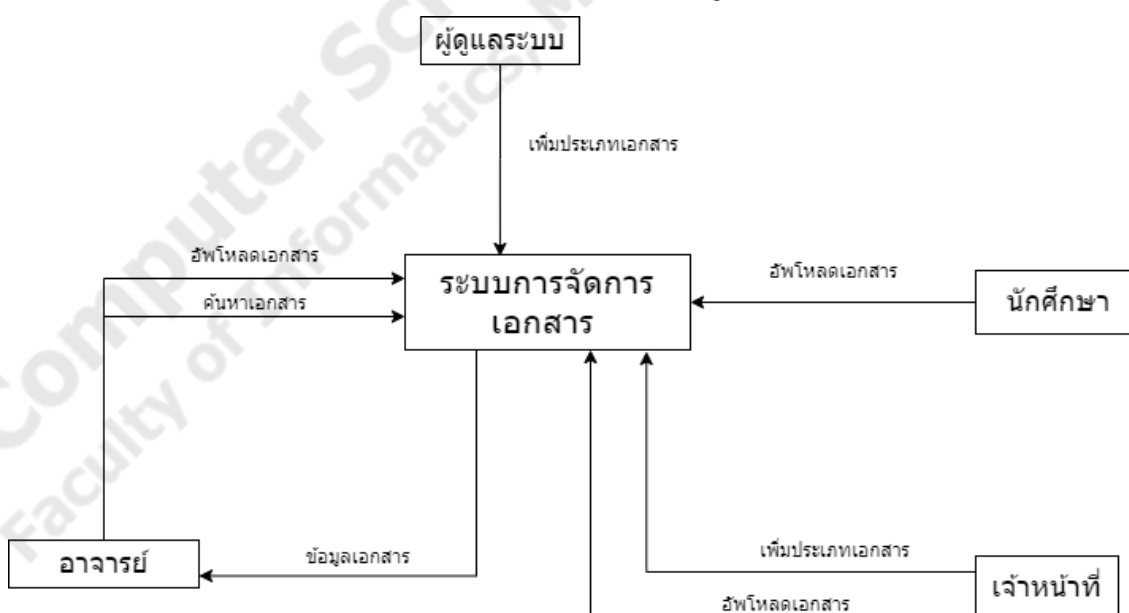 ผู้ดูแลระบบ
เพิ่มประเภทเอกสาร
อัพโหลดเอกสาร
ค้นหาเอกสาร
ระบบการจัดการ
เอกสาร
อัพโหลดเอกสาร
นักศึกษา
อาจารย์
ข้อมูลเอกสาร
เพิ่มประเภทเอกสาร
เจ้าหน้าที่
อัพโหลดเอกสาร
Computer Sc
Faculty of Informatics,